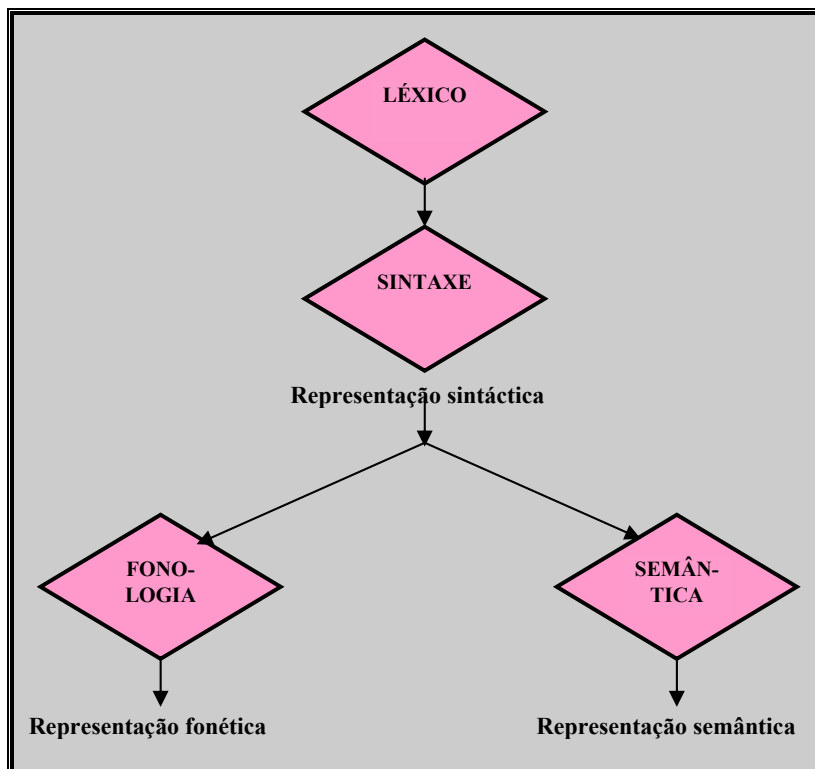 LÉXICO
SINTAXE
Representação sintáctica
FONO-
LOGIA
SEMÂN-
TICA
Representação fonética
Representação semântica